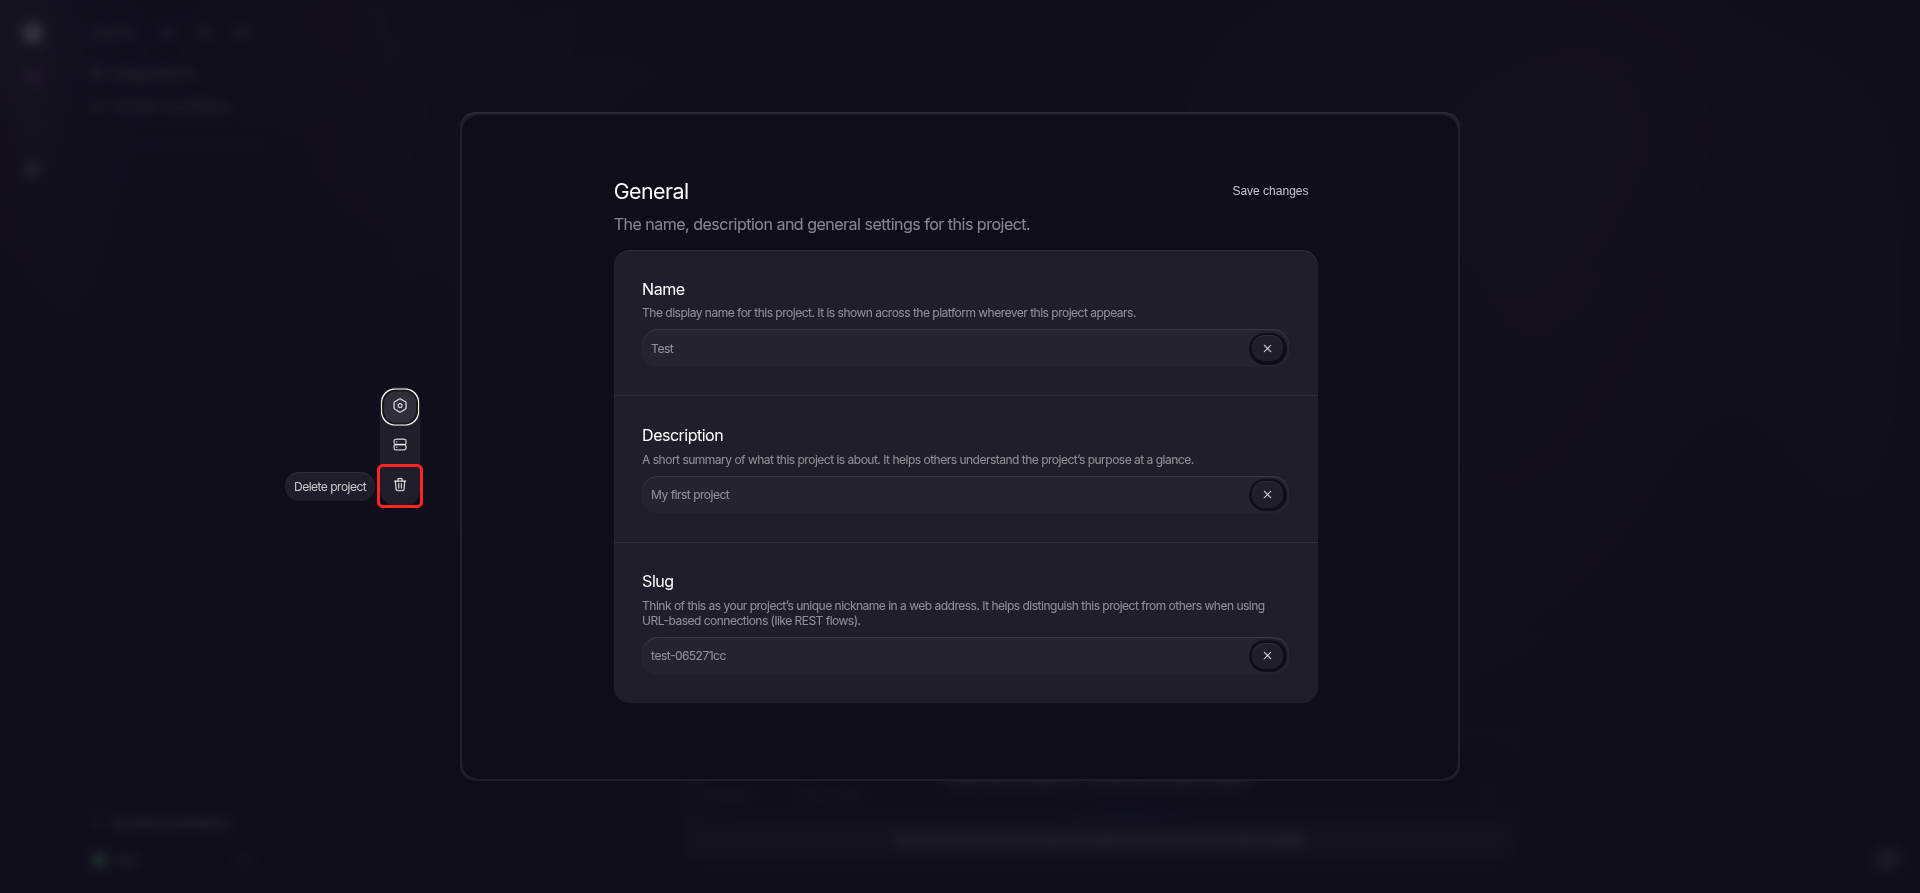 General
Save changes
The name, description and general settings for this project.
Name
The display name for this project. It is shown across the platform wherever this project appears.
Test
Description
A short summary of what this project is about. It helps others understand the project's purpose at a glance.
My first project
Delete project
Slug
Think of this as your project's unique nickname in a web address. It helps distinguish this project from others when using
URL-based connections (like REST flows).
test-065271cc